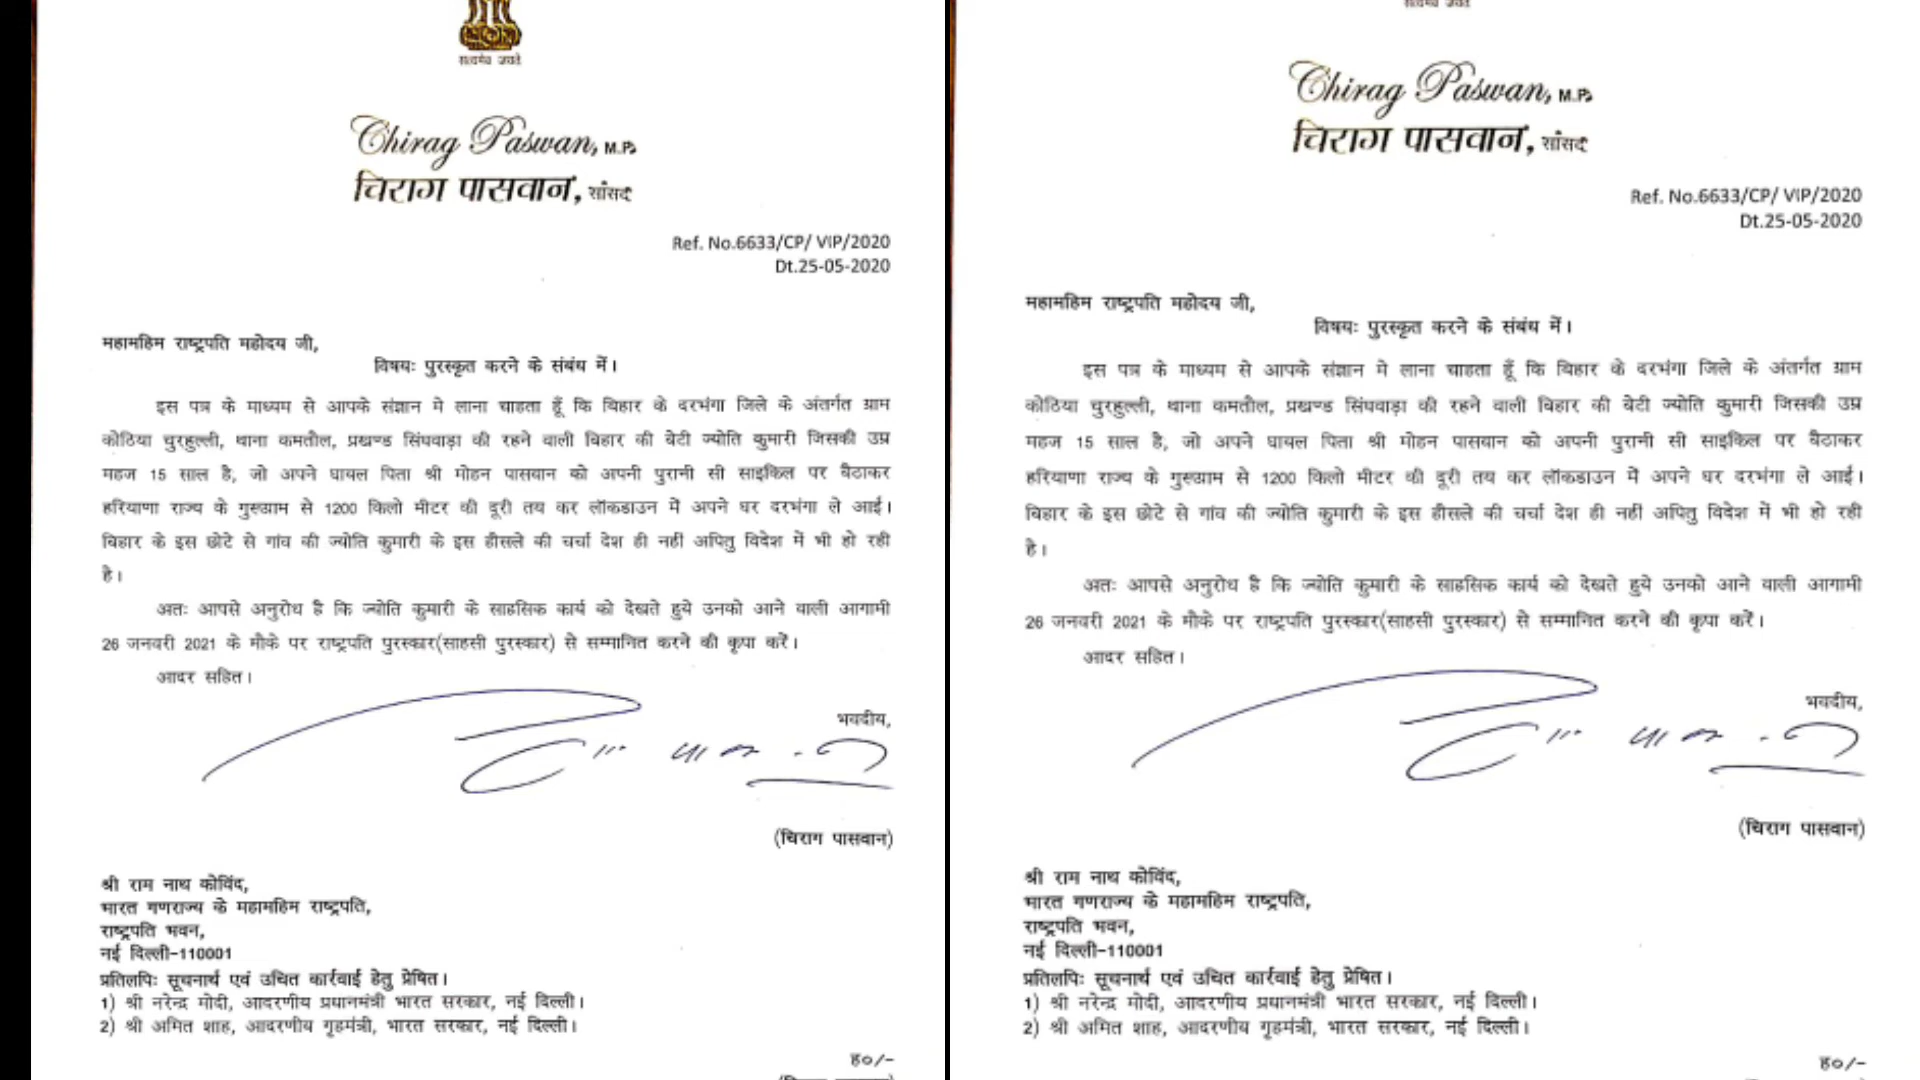 सत्यमेव जयते
Chirag Paswan, M.P.
चिराग पासवान, सांसद
Ref. No.6633/CP/ VIP/2020
Dt.25-05-2020
महामहिम राष्ट्रपति महोदय जी,
विषयः पुरस्कृत करने के संबंध में।
इस पत्र के माध्यम से आपके संज्ञान मे लाना चाहता हूँ कि बिहार के दरभंगा जिले के अंतर्गत ग्राम
कोठिया चुरहुल्ली, थाना कमतौल, प्रखण्ड सिंघवाड़ा की रहने वाली बिहार की बेटी ज्योति कुमारी जिसकी उम्र
महज 15 साल है, जो अपने घायल पिता श्री मोहन पासवान को अपनी पुरानी सी साइकिल पर बैठाकर
हरियाणा राज्य के गुरुग्राम से 1200 किलो मीटर की दूरी तय कर लॉकडाउन में अपने घर दरभंगा ले आई।
बिहार के इस छोटे से गांव की ज्योति कुमारी के इस हौसले की चर्चा देश ही नहीं अपितु विदेश में भी हो रही
है।
अतः आपसे अनुरोध है कि ज्योति कुमारी के साहसिक कार्य को देखते हुये उनको आने वाली आगामी
26 जनवरी 2021 के मौके पर राष्ट्रपति पुरस्कार(साहसी पुरस्कार) से सम्मानित करने की कृपा करें।
आदर सहित।
भवदीय,
(चिराग पासवान)
श्री राम नाथ कोविंद,
भारत गणराज्य के महामहिम राष्ट्रपति,
राष्ट्रपति भवन,
नई दिल्ली-110001
प्रतिलपिः सूचनार्थ एवं उचित कार्रवाई हेतु प्रेषित।
1) श्री नरेन्द्र मोदी, आदरणीय प्रधानमंत्री भारत सरकार, नई दिल्ली।
2) श्री अमित शाह, आदरणीय गृहमंत्री, भारत सरकार, नई दिल्ली।
ह०/-
(चिराग पासवान)
सत्यमेव जयते
Chirag Paswan, M.P.
चिराग पासवान, सांसद
Ref. No.6633/CP/ VIP/2020
Dt.25-05-2020
महामहिम राष्ट्रपति महोदय जी,
विषयः पुरस्कृत करने के संबंध में।
इस पत्र के माध्यम से आपके संज्ञान मे लाना चाहता हूँ कि बिहार के दरभंगा जिले के अंतर्गत ग्राम
कोठिया चुरहुल्ली, थाना कमतौल, प्रखण्ड सिंघवाड़ा की रहने वाली बिहार की बेटी ज्योति कुमारी जिसकी उम्र
महज 15 साल है, जो अपने घायल पिता श्री मोहन पासवान को अपनी पुरानी सी साइकिल पर बैठाकर
हरियाणा राज्य के गुरुग्राम से 1200 किलो मीटर की दूरी तय कर लॉकडाउन में अपने घर दरभंगा ले आई।
बिहार के इस छोटे से गांव की ज्योति कुमारी के इस हौसले की चर्चा देश ही नहीं अपितु विदेश में भी हो रही
है।
अतः आपसे अनुरोध है कि ज्योति कुमारी के साहसिक कार्य को देखते हुये उनको आने वाली आगामी
26 जनवरी 2021 के मौके पर राष्ट्रपति पुरस्कार(साहसी पुरस्कार) से सम्मानित करने की कृपा करें।
आदर सहित।
भवदीय,
(चिराग पासवान)
श्री राम नाथ कोविंद,
भारत गणराज्य के महामहिम राष्ट्रपति,
राष्ट्रपति भवन,
नई दिल्ली-110001
प्रतिलपिः सूचनार्थ एवं उचित कार्रवाई हेतु प्रेषित।
1) श्री नरेन्द्र मोदी, आदरणीय प्रधानमंत्री भारत सरकार, नई दिल्ली।
2) श्री अमित शाह, आदरणीय गृहमंत्री, भारत सरकार, नई दिल्ली।
ह०/-